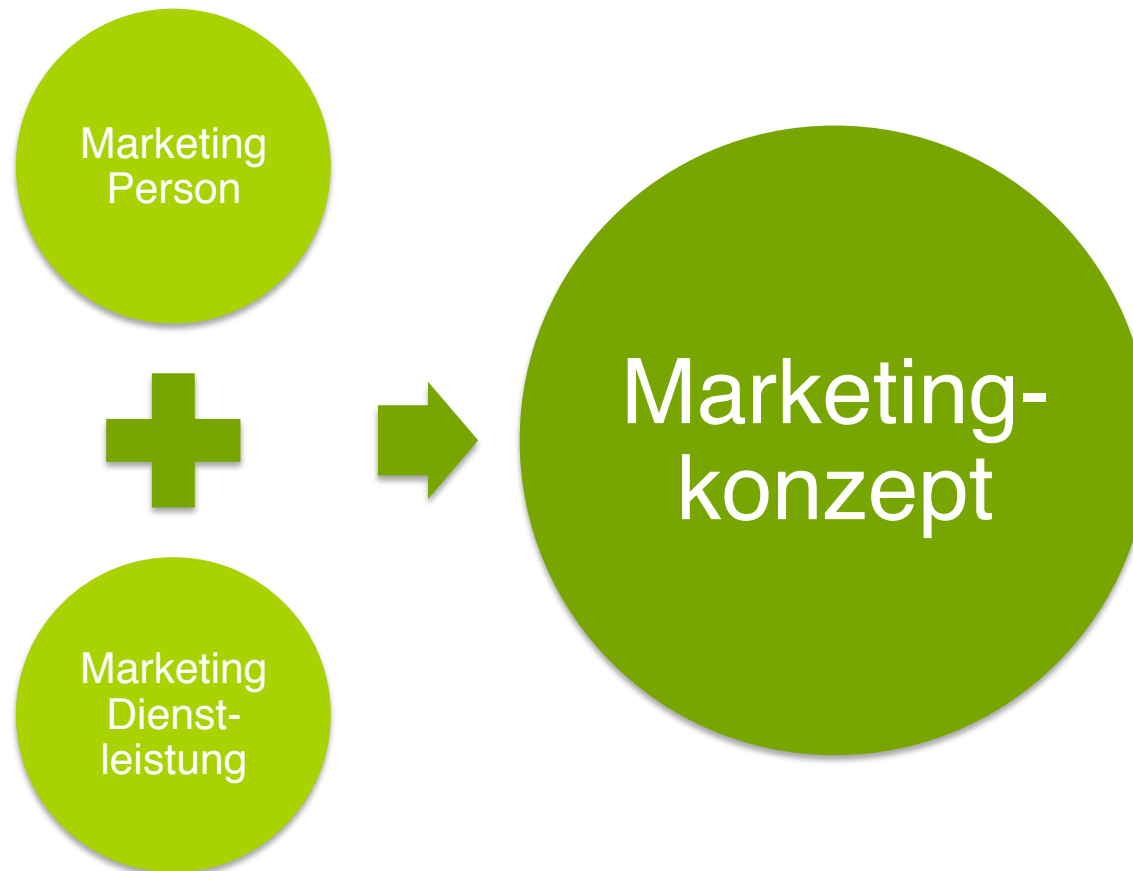 Marketing
Person
Marketing
Dienst-
leistung
Marketing-
konzept